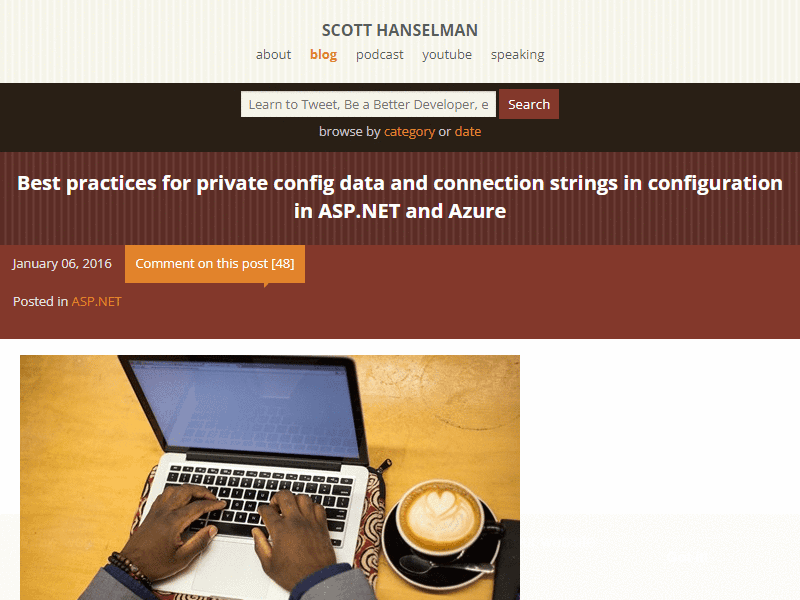 SCOTT HANSELMAN
about blog podcast youtube speaking
Learn to Tweet, Be a Better Developer, e
Search
browse by category or date
Best practices for private config data and connection strings in configuration
in ASP.NET and Azure
January 06, 2016
Comment on this post [48]
Posted in ASP.NET